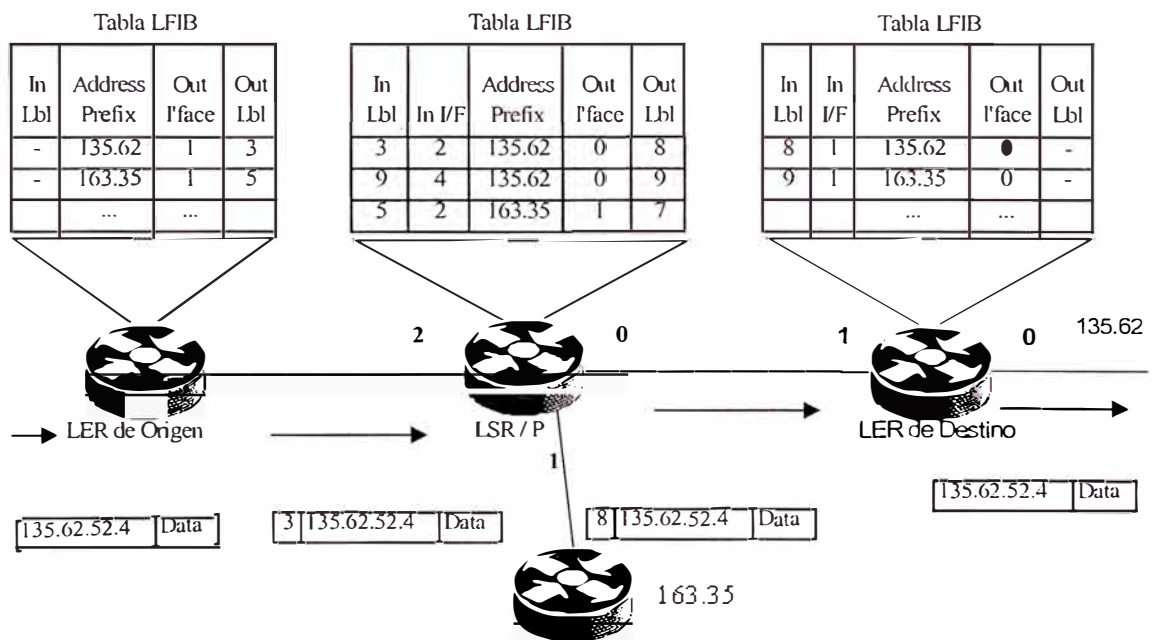 Tabla LFIB
In Lbl | Address Prefix | Out I'face | Out Lbl
- | 135.62 | 1 | 3
- | 163.35 | 1 | 5
... | ...
Tabla LFIB
In Lbl | In I/F | Address Prefix | Out I'face | Out Lbl
3 | 2 | 135.62 | 0 | 8
9 | 4 | 135.62 | 0 | 9
5 | 2 | 163.35 | 1 | 7
Tabla LFIB
In Lbl | In I/F | Address Prefix | Out I'face | Out Lbl
8 | 1 | 135.62 | | -
9 | 1 | 163.35 | 0 | -
... | ...
2
0
1
0
135.62
LER de Origen
LSR / P
LER de Destino
1
135.62.52.4 Data
3 135.62.52.4 Data
8 135.62.52.4 Data
135.62.52.4 Data
163.35